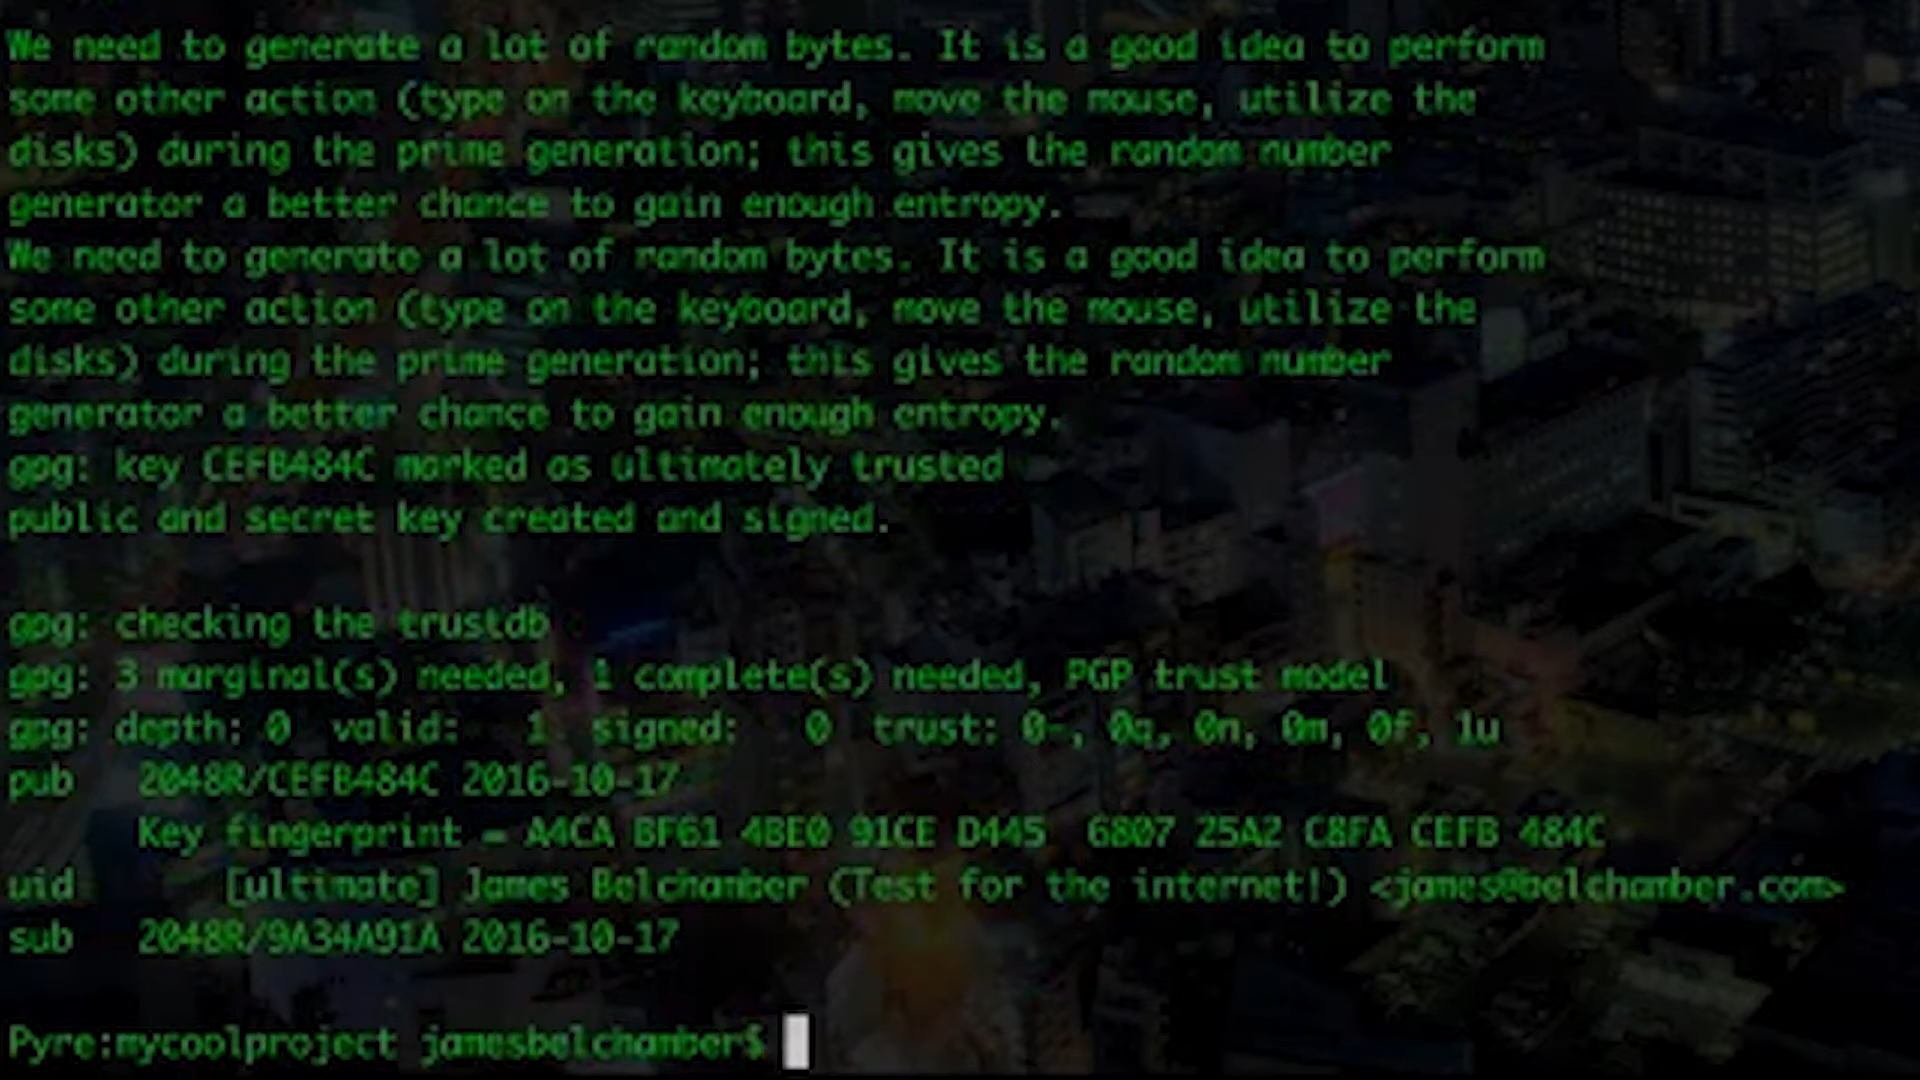 We need to generate a lot of random bytes. It is a good idea to perform
some other action (type on the keyboard, move the mouse, utilize the
disks) during the prime generation; this gives the random number
generator a better chance to gain enough entropy.
We need to generate a lot of random bytes. It is a good idea to perform
some other action (type on the keyboard, move the mouse, utilize the
disks) during the prime generation; this gives the random number
generator a better chance to gain enough entropy.
gpg: key CEFB484C marked as ultimately trusted
public and secret key created and signed.
gpg: checking the trustdb
gpg: 3 marginal(s) needed, 1 complete(s) needed, PGP trust model
gpg: depth: 0  valid:   1  signed:   0  trust: 0-, 0q, 0n, 0m, 0f, 1u
pub   2048R/CEFB484C 2016-10-17
Key fingerprint = A4CA BF61 4BE0 91CE D445  6807 25A2 C8FA CEFB 484C
uid       [ultimate] James Belchamber (Test for the internet!) <james@belchamber.com>
sub   2048R/9A34A91A 2016-10-17
Pyre:mycoolproject jamesbelchamber$